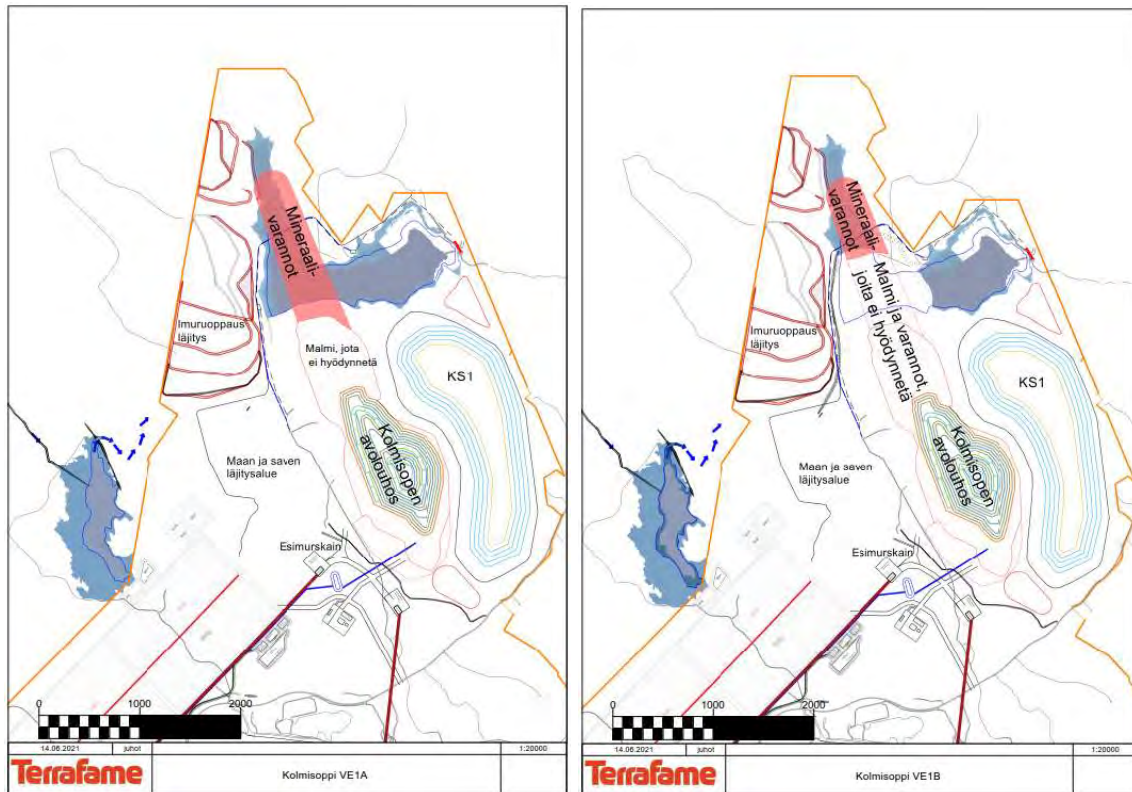 Mineraali-
varannot
Imuruoppaus
läjitys
Malmi, jota
ei hyödynnetä
KS1
Kolmisopen
avolouhos
Maan ja saven
läjitysalue
Esimurskain
0
1000
2000
14.06.2021
juhot
1:20000
Terrafame
Kolmisoppi VE1A
Mineraali-
varannot
Imuruoppaus
läjitys
Malmi ja varannot,
joita ei hyödynnetä
KS1
Kolmisopen
avolouhos
Maan ja saven
läjitysalue
Esimurskain
0
1000
2000
14.06.2021
juhot
1:20000
Terrafame
Kolmisoppi VE1B